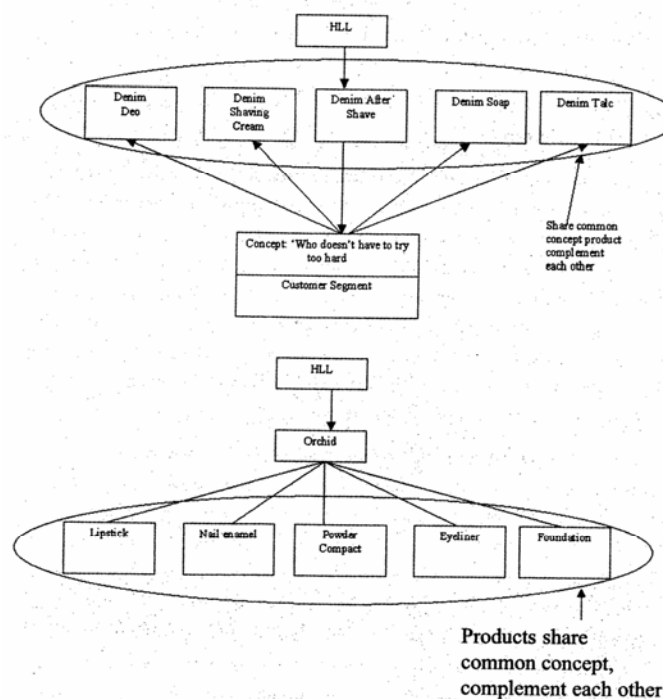 HLL
Denim
Deo
Denim
Shaving
Cream
Denim After
Shave
Denim Soap
Denim Talc
Share common
concept product
complement
each other
Concept: 'Who doesn't have to try
too hard
Customer Segment
HLL
Orchid
Lipstick
Nail enamel
Powder
Compact
Eyeliner
Foundation
Products share
common concept,
complement each other